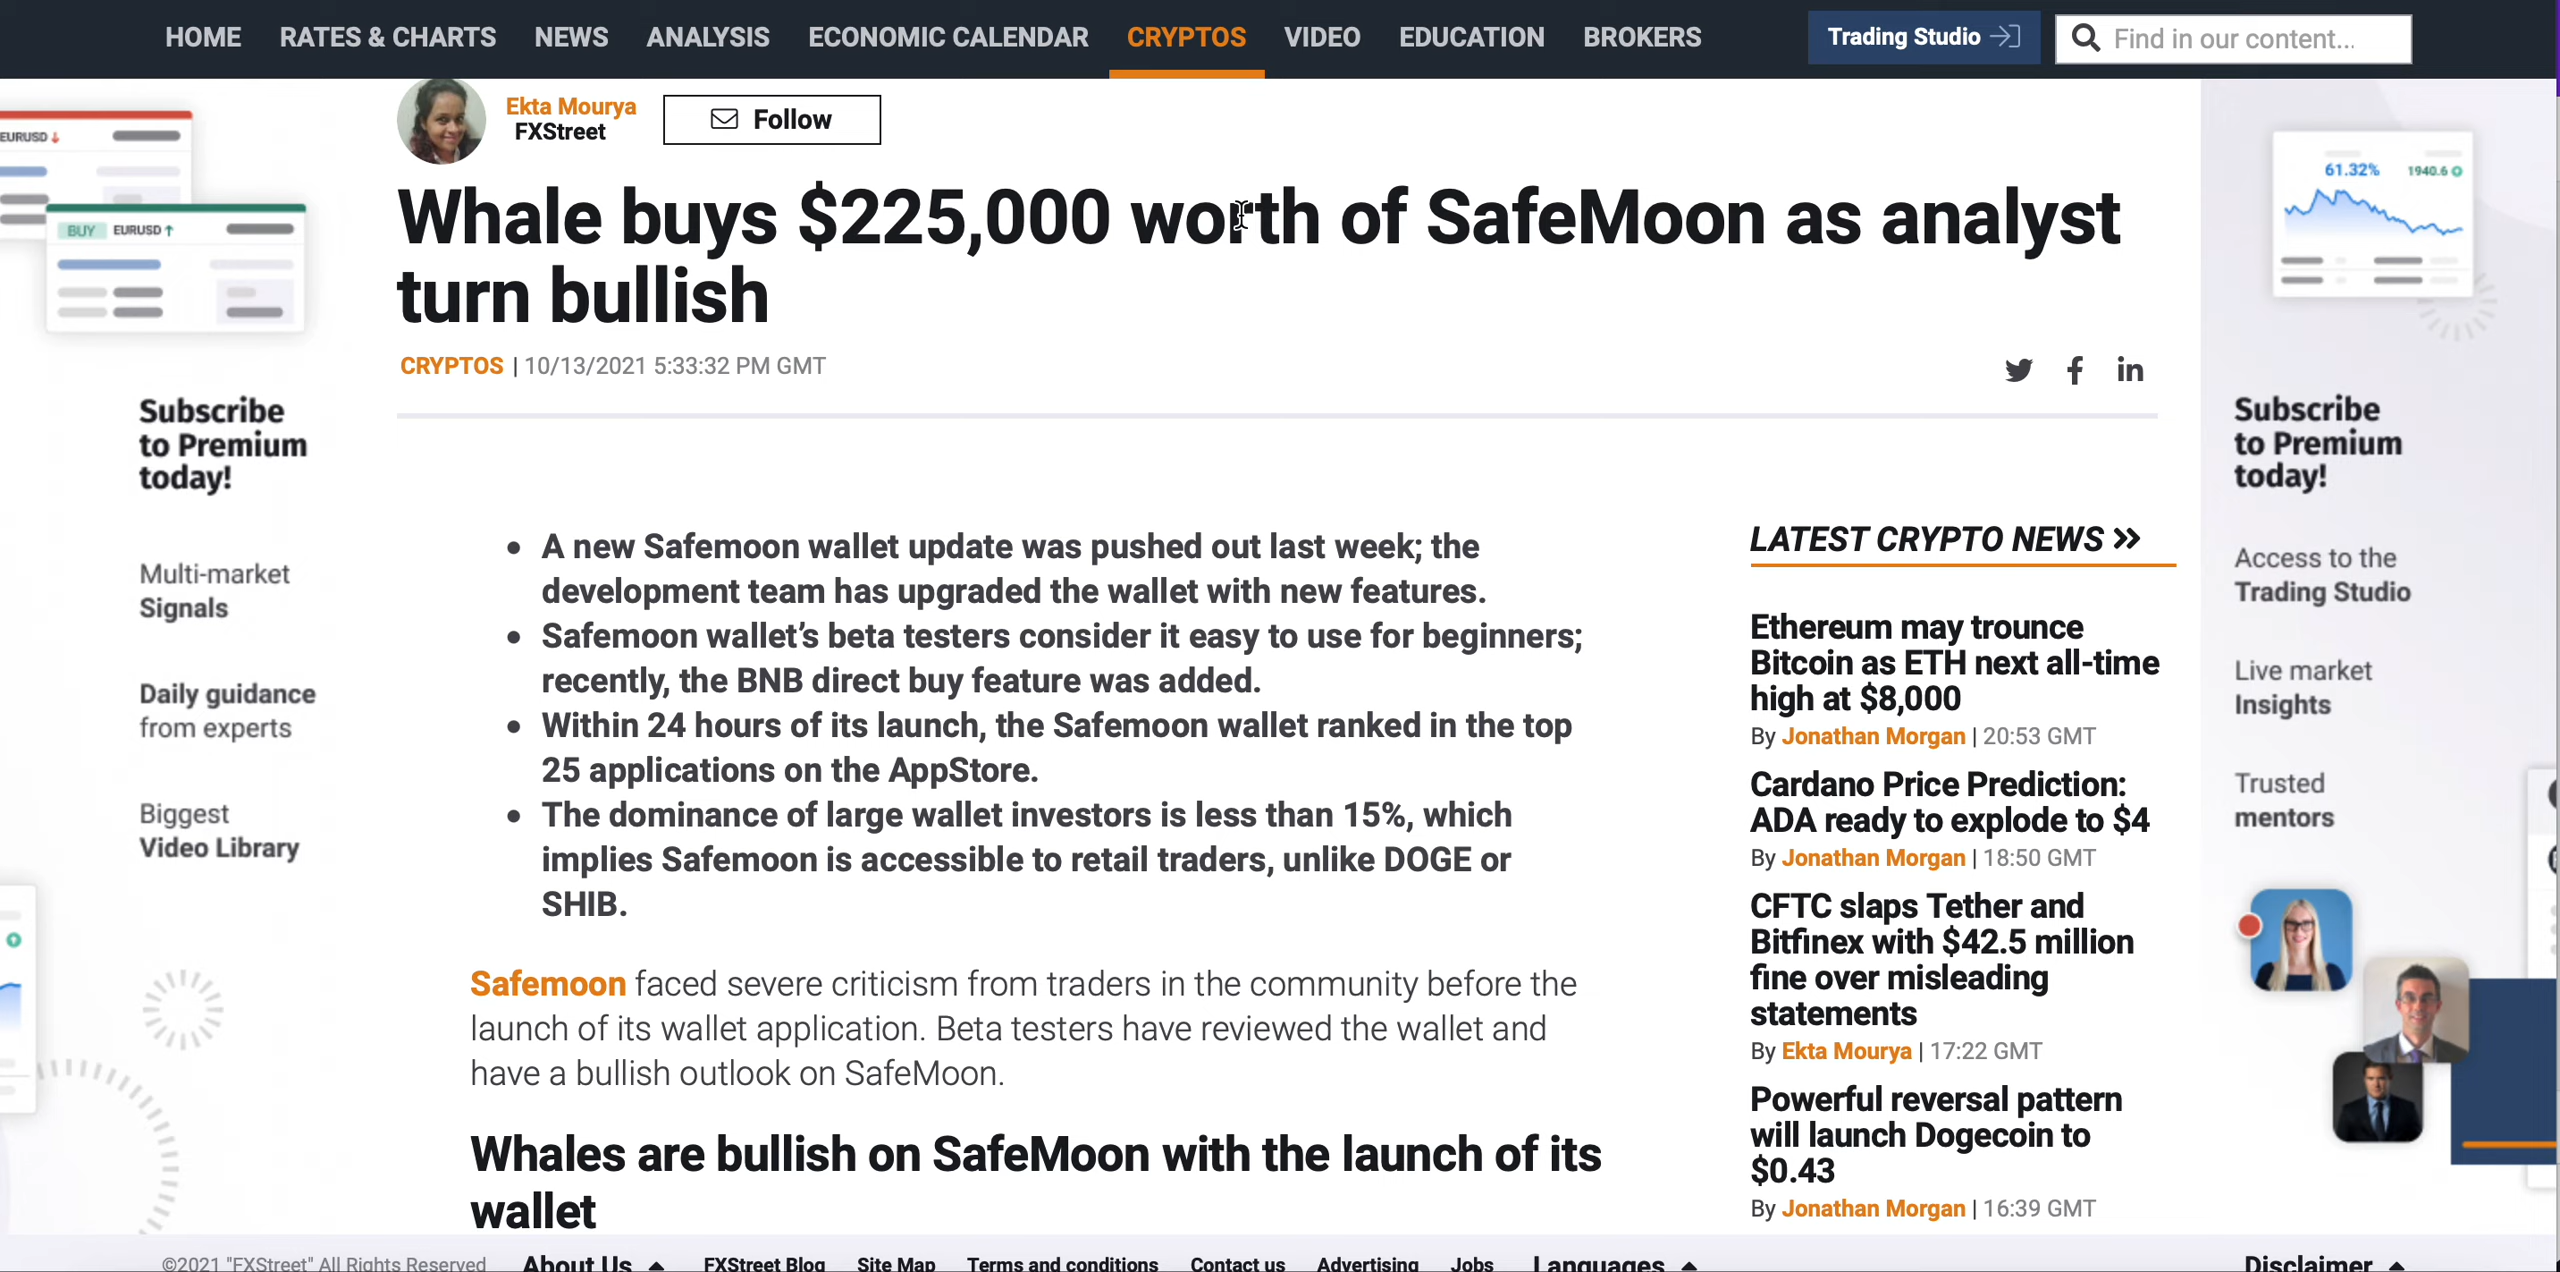 HOME RATES & CHARTS NEWS ANALYSIS ECONOMIC CALENDAR CRYPTOS VIDEO EDUCATION BROKERS Trading Studio Find in our content...
Ekta Mourya
FXStreet
Follow
Whale buys $225,000 worth of SafeMoon as analyst
turn bullish
CRYPTOS | 10/13/2021 5:33:32 PM GMT
EURUSD
BUY EURUSD
Subscribe
to Premium
today!
Multi-market
Signals
Daily guidance
from experts
Biggest
Video Library
• A new Safemoon wallet update was pushed out last week; the
development team has upgraded the wallet with new features.
• Safemoon wallet’s beta testers consider it easy to use for beginners;
recently, the BNB direct buy feature was added.
• Within 24 hours of its launch, the Safemoon wallet ranked in the top
25 applications on the AppStore.
• The dominance of large wallet investors is less than 15%, which
implies Safemoon is accessible to retail traders, unlike DOGE or
SHIB.
Safemoon faced severe criticism from traders in the community before the
launch of its wallet application. Beta testers have reviewed the wallet and
have a bullish outlook on SafeMoon.
Whales are bullish on SafeMoon with the launch of its
wallet
LATEST CRYPTO NEWS
Ethereum may trounce
Bitcoin as ETH next all-time
high at $8,000
By Jonathan Morgan | 20:53 GMT
Cardano Price Prediction:
ADA ready to explode to $4
By Jonathan Morgan | 18:50 GMT
CFTC slaps Tether and
Bitfinex with $42.5 million
fine over misleading
statements
By Ekta Mourya | 17:22 GMT
Powerful reversal pattern
will launch Dogecoin to
$0.43
By Jonathan Morgan | 16:39 GMT
61.32% 1940.6
Subscribe
to Premium
today!
Access to the
Trading Studio
Live market
Insights
Trusted
mentors
©2021 "FXStreet" All Rights Reserved About Us FXStreet Blog Site Map Terms and conditions Contact us Advertising Jobs Languages Disclaimer